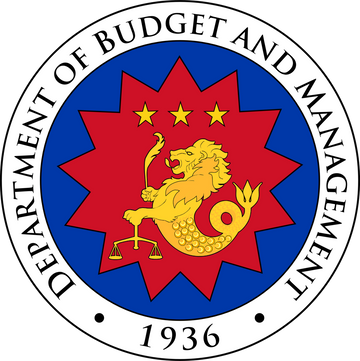 DEPARTMENT OF BUDGET AND MANAGEMENT
• 1936 •